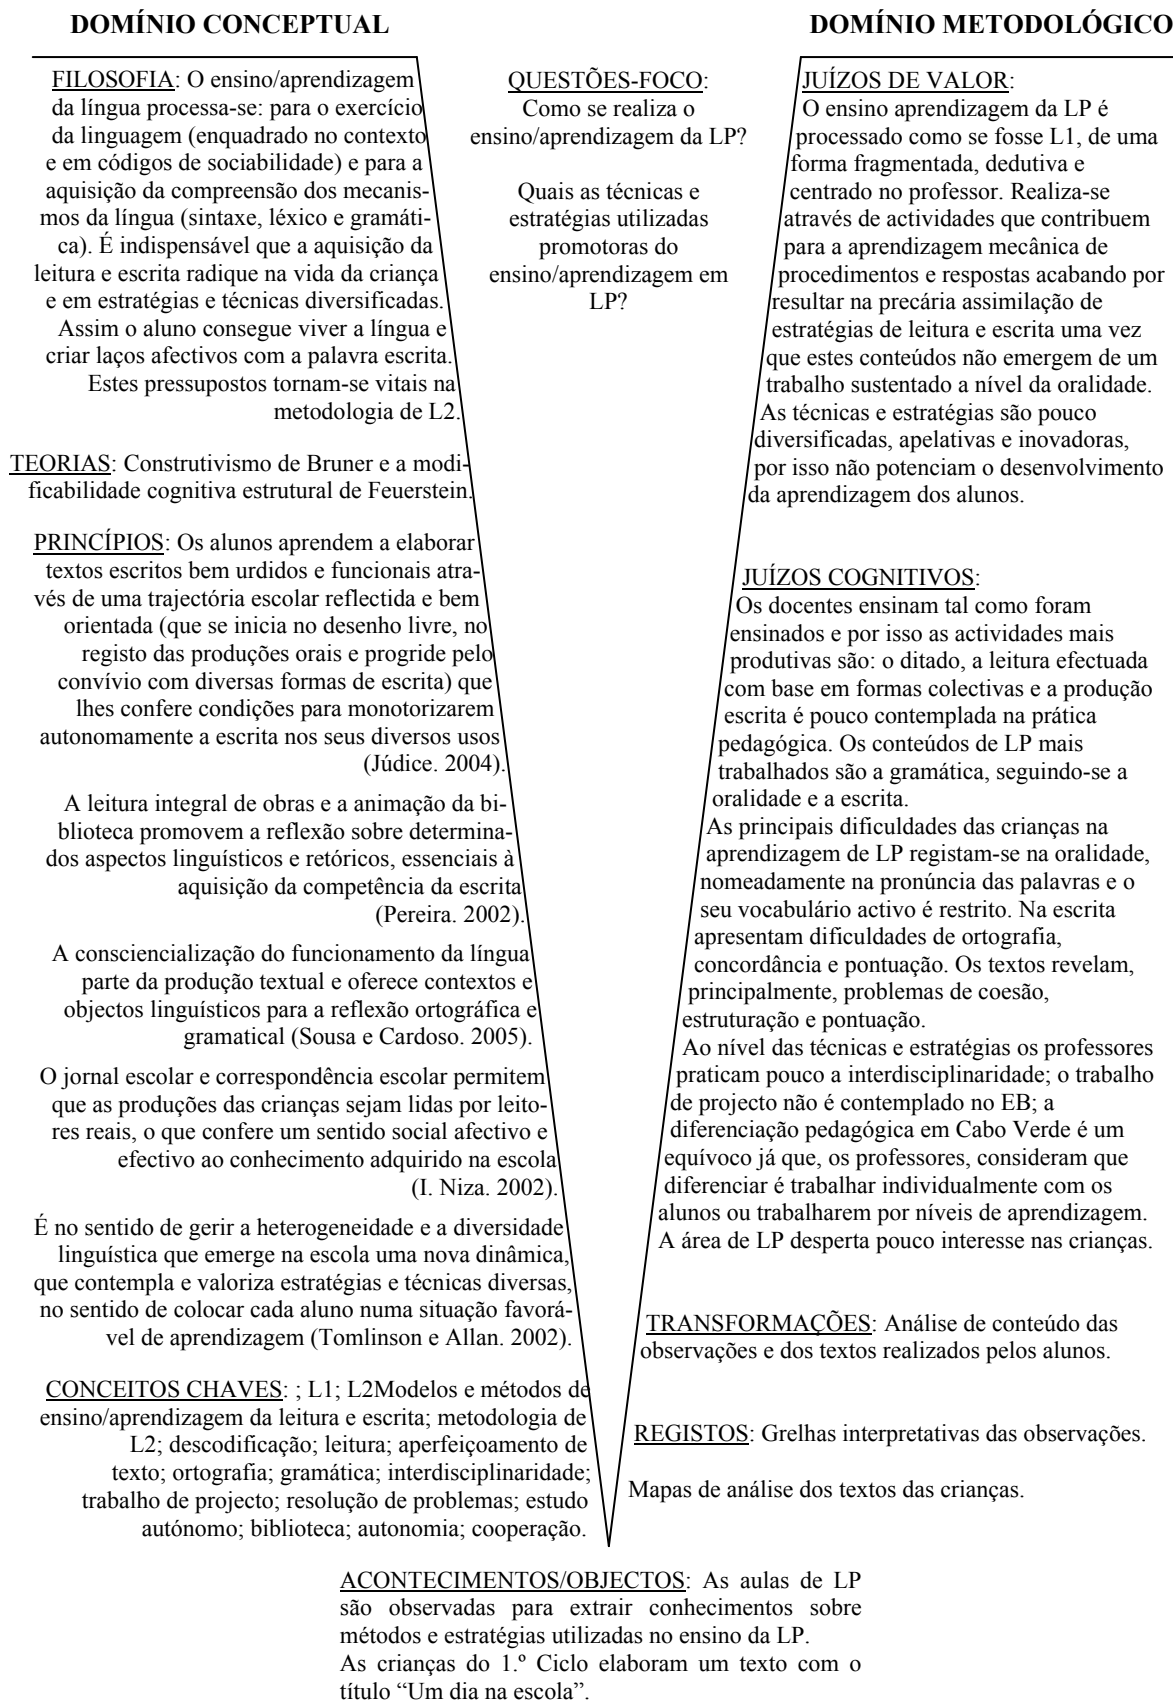 DOMÍNIO CONCEPTUAL
FILOSOFIA: O ensino/aprendizagem
da língua processa-se: para o exercício
da linguagem (enquadrado no contexto
e em códigos de sociabilidade) e para a
aquisição da compreensão dos mecanis-
mos da língua (sintaxe, léxico e gramáti-
ca). É indispensável que a aquisição da
leitura e escrita radique na vida da criança
e em estratégias e técnicas diversificadas.
Assim o aluno consegue viver a língua e
criar laços afectivos com a palavra escrita.
Estes pressupostos tornam-se vitais na
metodologia de L2.
TEORIAS: Construtivismo de Bruner e a modi-
ficabilidade cognitiva estrutural de Feuerstein.
PRINCÍPIOS: Os alunos aprendem a elaborar
textos escritos bem urdidos e funcionais atra-
vés de uma trajectória escolar reflectida e bem
orientada (que se inicia no desenho livre, no
registo das produções orais e progride pelo
convívio com diversas formas de escrita) que
lhes confere condições para monotorizarem
autonomamente a escrita nos seus diversos usos
(Júdice. 2004).
A leitura integral de obras e a animação da bi-
blioteca promovem a reflexão sobre determina-
dos aspectos linguísticos e retóricos, essenciais à
aquisição da competência da escrita
(Pereira. 2002).
A consciencialização do funcionamento da língua
parte da produção textual e oferece contextos e
objectos linguísticos para a reflexão ortográfica e
gramatical (Sousa e Cardoso. 2005).
O jornal escolar e correspondência escolar permitem
que as produções das crianças sejam lidas por leito-
res reais, o que confere um sentido social afectivo e
efectivo ao conhecimento adquirido na escola
(I. Niza. 2002).
É no sentido de gerir a heterogeneidade e a diversidade
linguística que emerge na escola uma nova dinâmica,
que contempla e valoriza estratégias e técnicas diversas,
no sentido de colocar cada aluno numa situação favorá-
vel de aprendizagem (Tomlinson e Allan. 2002).
CONCEITOS CHAVES: ; L1; L2Modelos e métodos de
ensino/aprendizagem da leitura e escrita; metodologia de
L2; descodificação; leitura; aperfeiçoamento de
texto; ortografia; gramática; interdisciplinaridade;
trabalho de projecto; resolução de problemas; estudo
autónomo; biblioteca; autonomia; cooperação.
QUESTÕES-FOCO:
Como se realiza o
ensino/aprendizagem da LP?
Quais as técnicas e
estratégias utilizadas
promotoras do
ensino/aprendizagem em
LP?
DOMÍNIO METODOLÓGICO
JUÍZOS DE VALOR:
O ensino aprendizagem da LP é
processado como se fosse L1, de uma
forma fragmentada, dedutiva e
centrado no professor. Realiza-se
através de actividades que contribuem
para a aprendizagem mecânica de
procedimentos e respostas acabando por
resultar na precária assimilação de
estratégias de leitura e escrita uma vez
que estes conteúdos não emergem de um
trabalho sustentado a nível da oralidade.
As técnicas e estratégias são pouco
diversificadas, apelativas e inovadoras,
por isso não potenciam o desenvolvimento
da aprendizagem dos alunos.
JUÍZOS COGNITIVOS:
Os docentes ensinam tal como foram
ensinados e por isso as actividades mais
produtivas são: o ditado, a leitura efectuada
com base em formas colectivas e a produção
escrita é pouco contemplada na prática
pedagógica. Os conteúdos de LP mais
trabalhados são a gramática, seguindo-se a
oralidade e a escrita.
As principais dificuldades das crianças na
aprendizagem de LP registam-se na oralidade,
nomeadamente na pronúncia das palavras e o
seu vocabulário activo é restrito. Na escrita
apresentam dificuldades de ortografia,
concordância e pontuação. Os textos revelam,
principalmente, problemas de coesão,
estruturação e pontuação.
Ao nível das técnicas e estratégias os professores
praticam pouco a interdisciplinaridade; o trabalho
de projecto não é contemplado no EB; a
diferenciação pedagógica em Cabo Verde é um
equívoco já que, os professores, consideram que
diferenciar é trabalhar individualmente com os
alunos ou trabalharem por níveis de aprendizagem.
A área de LP desperta pouco interesse nas crianças.
TRANSFORMAÇÕES: Análise de conteúdo das
observações e dos textos realizados pelos alunos.
REGISTOS: Grelhas interpretativas das observações.
Mapas de análise dos textos das crianças.
ACONTECIMENTOS/OBJECTOS: As aulas de LP
são observadas para extrair conhecimentos sobre
métodos e estratégias utilizadas no ensino da LP.
As crianças do 1.º Ciclo elaboram um texto com o
título “Um dia na escola”.